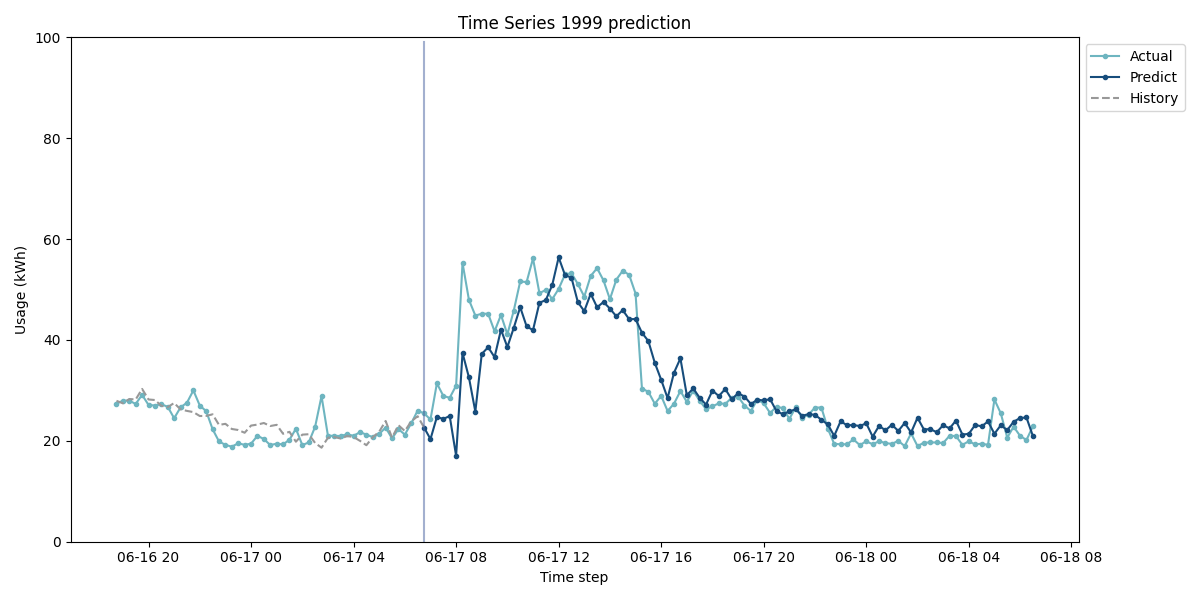 Time Series 1999 prediction
100
80
60
40
20
0
Usage (kWh)
06-16 20
06-17 00
06-17 04
06-17 08
06-17 12
06-17 16
06-17 20
06-18 00
06-18 04
06-18 08
Time step
Actual
Predict
History